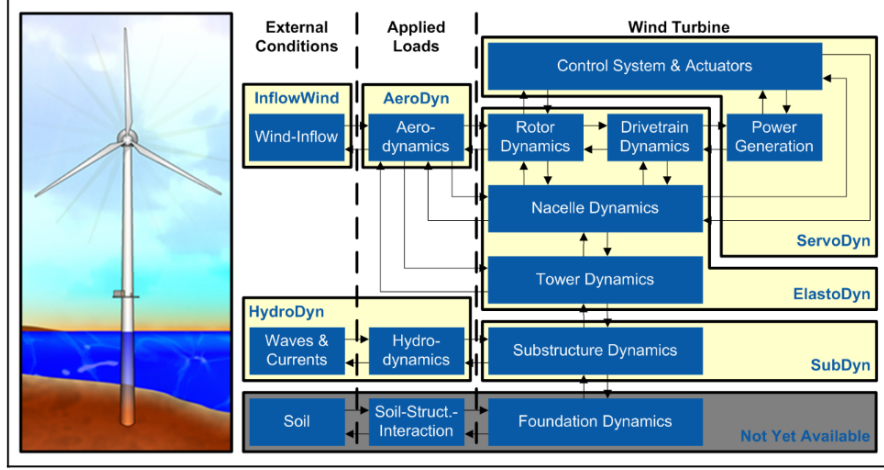 External
Conditions
Applied
Loads
Wind Turbine
Control System & Actuators
InflowWind
AeroDyn
Wind-Inflow
Aero-
dynamics
Rotor
Dynamics
Drivetrain
Dynamics
Power
Generation
Nacelle Dynamics
ServoDyn
Tower Dynamics
ElastoDyn
HydroDyn
Waves &
Currents
Hydro-
dynamics
Substructure Dynamics
SubDyn
Soil
Soil-Struct.-
Interaction
Foundation Dynamics
Not Yet Available